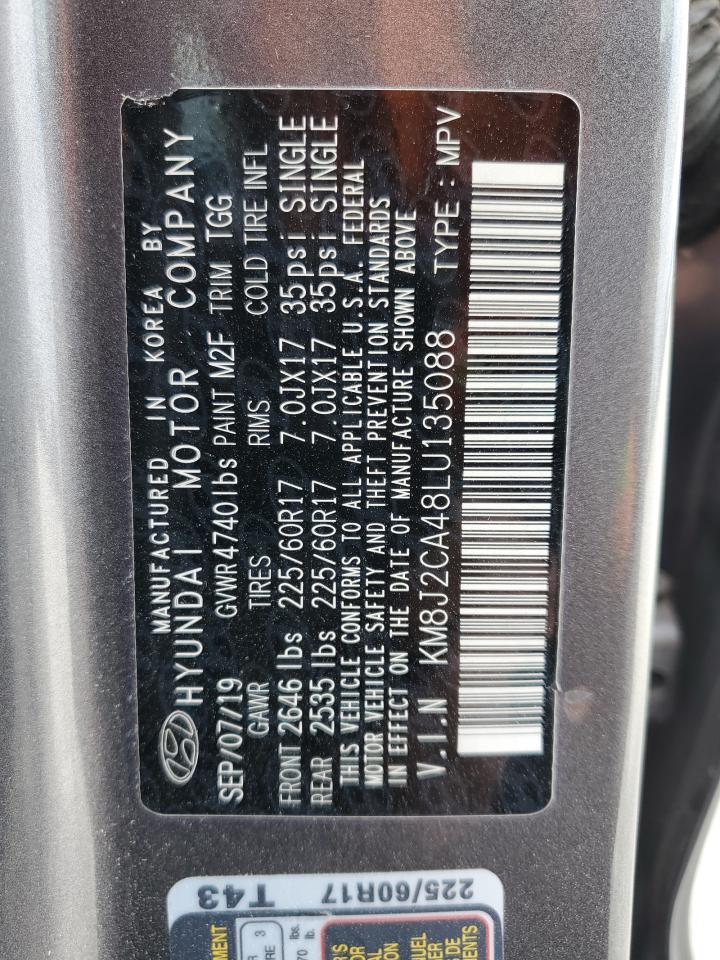 MANUFACTURED IN KOREA BY
HYUNDAI MOTOR COMPANY
SEP/07/19 GVWR 4740lbs PAINT M2F TRIM TGG
GAWR TIRES RIMS COLD TIRE INFL
FRONT 2646 lbs 225/60R17 7.0JX17 35psi SINGLE
REAR 2535 lbs 225/60R17 7.0JX17 35psi SINGLE
THIS VEHICLE CONFORMS TO ALL APPLICABLE U.S.A. FEDERAL
MOTOR VEHICLE SAFETY AND THEFT PREVENTION STANDARDS
IN EFFECT ON THE DATE OF MANUFACTURE SHOWN ABOVE
V.I.N KM8J2CA48LU135088 TYPE : MPV
T43
225/60R17
3
lbs.
lb.